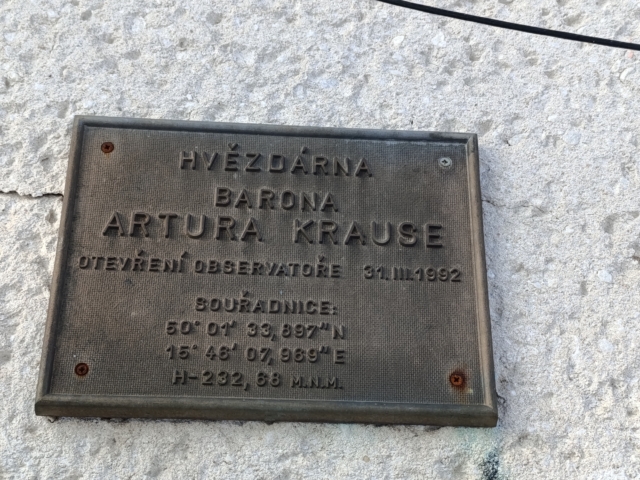 HVĚZDÁRNA
BARONA
ARTURA KRAUSE
OTEVŘENÍ OBSERVATOŘE 31.III.1992
SOUŘADNICE:
50° 01' 33,897" N
15° 46' 07,969" E
H-232,68 M.N.M.